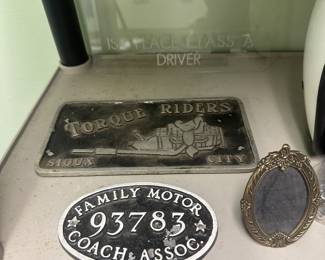 1ST PLACE CLASS A
DRIVER
TORQUE RIDERS
SIOUX CITY
FAMILY MOTOR
93783
COACH ASSOC.